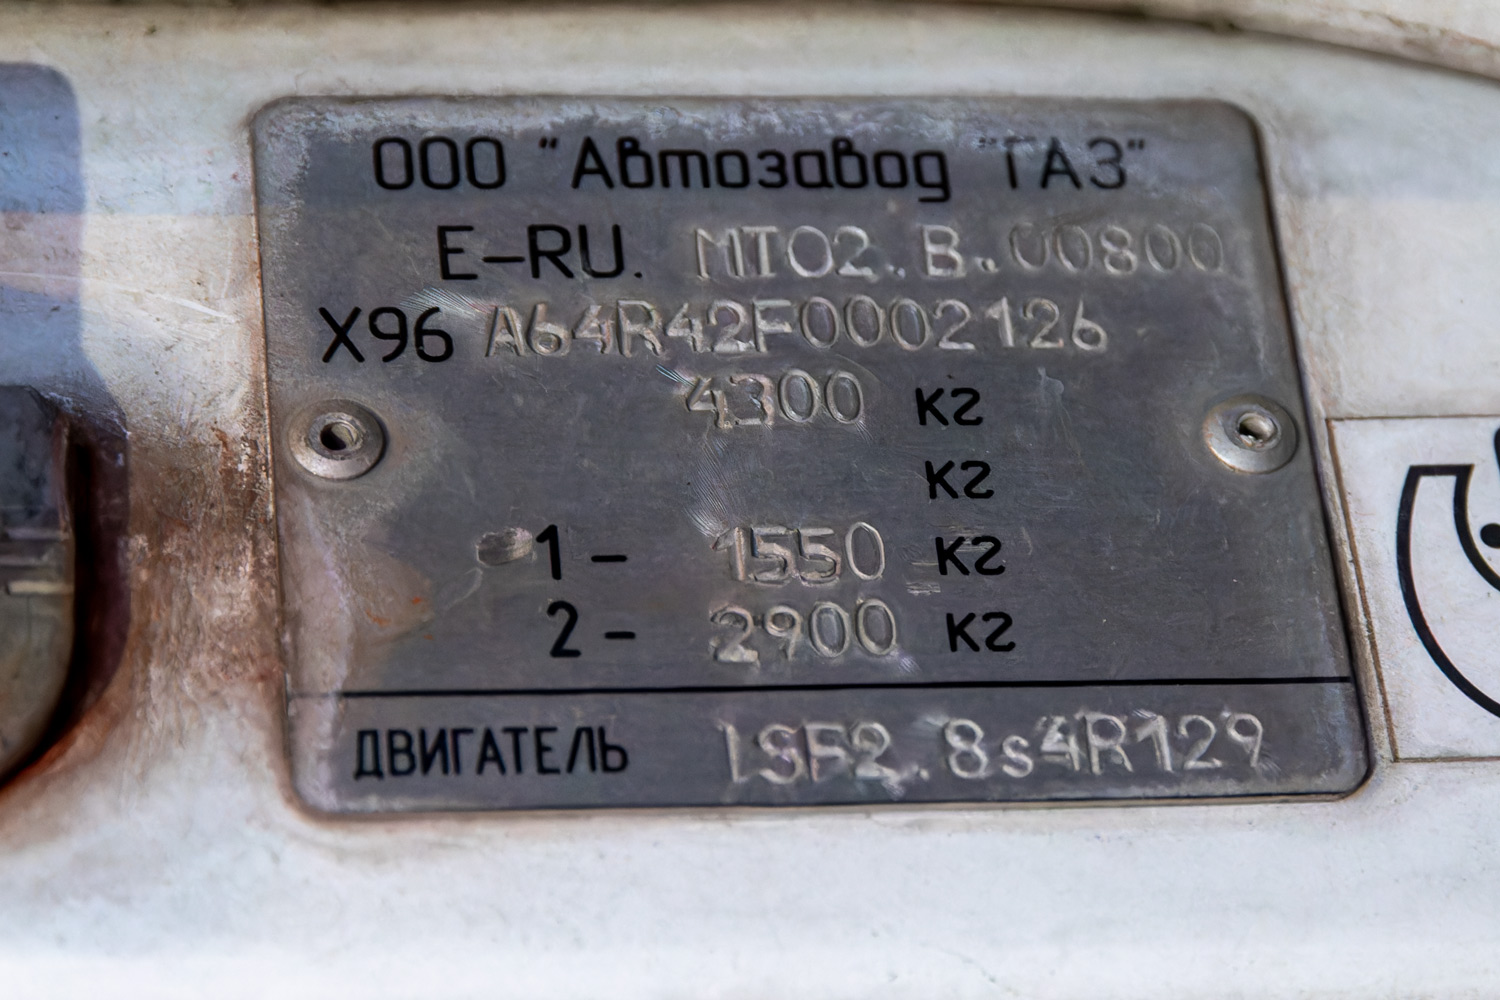 ООО "Автозавод "ГАЗ"
E-RU. МТ02.В.00800
X96 A64R42F0002126
4300 кг
кг
1 - 1550 кг
2 - 2900 кг
ДВИГАТЕЛЬ ISF2.8s4R129